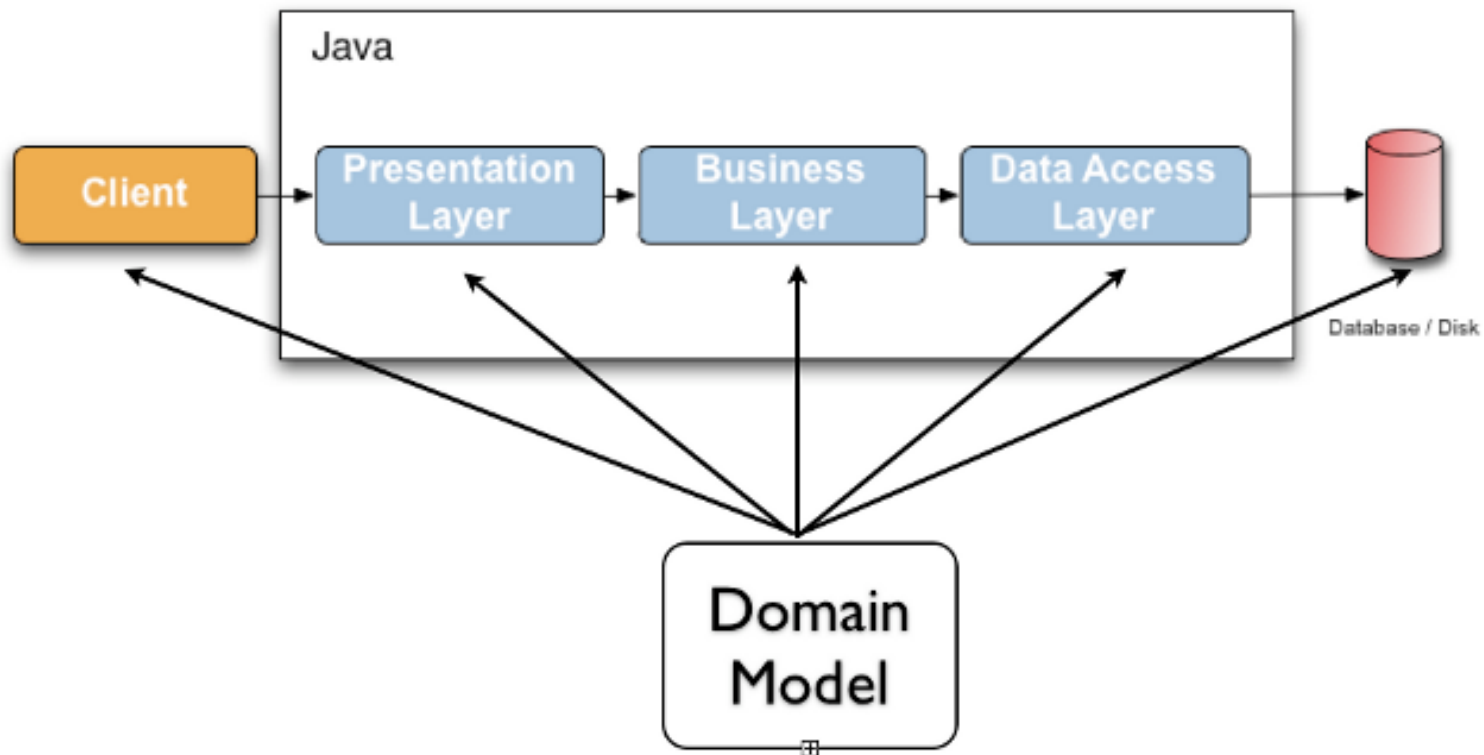 Java
Client
Presentation
Layer
Business
Layer
Data Access
Layer
Database / Disk
Domain
Model